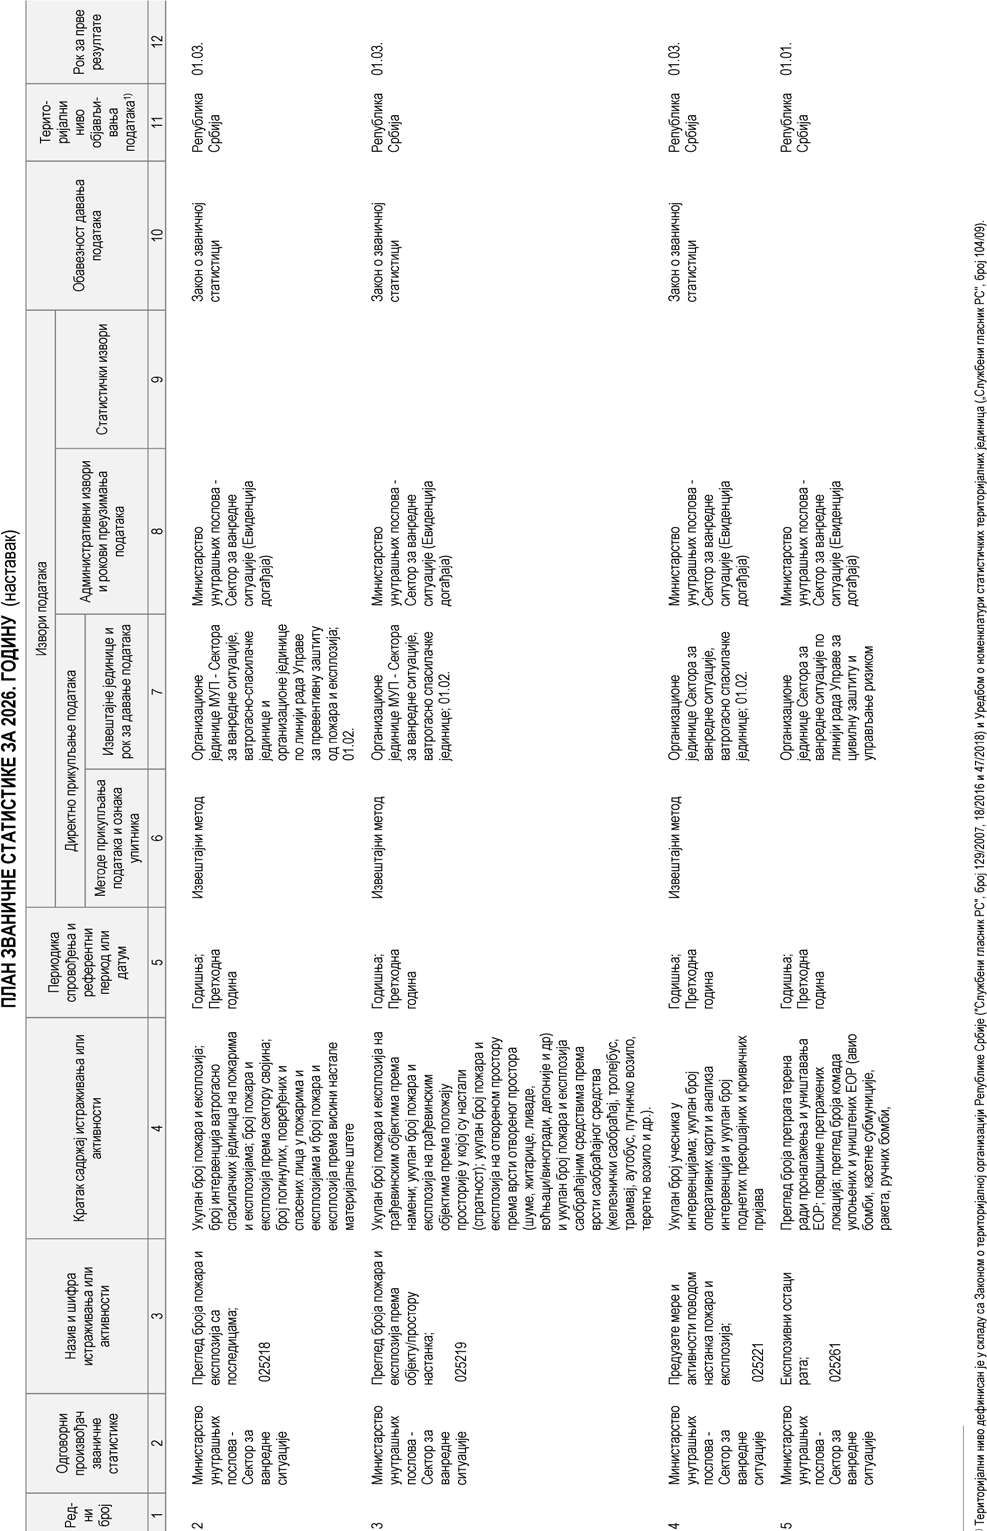 ПЛАН ЗВАНИЧНЕ СТАТИСТИКЕ ЗА 2026. ГОДИНУ (наставак)
Ред-
ни
број
Одговорни
произвођач
званичне
статистике
Назив и шифра
истраживања или
активности
Кратак садржај истраживања или
активности
Периодика
спровођења и
референтни
период или
датум
Извори података
Директно прикупљање података
Методе прикупљања
података и ознака
упитника
Извештајне јединице и
рок за давање података
Административни извори
и рокови преузимања
података
Статистички извори
Обавезност давања
података
Терито-
ријални
ниво
објављи-
вања
података¹⁾
Рок за прве
резултате
1
2
3
4
5
6
7
8
9
10
11
12
2
Министарство
унутрашњих
послова -
Сектор за
ванредне
ситуације
Преглед броја пожара и
експлозија са
последицама;
025218
Укупан број пожара и експлозија;
број интервенција ватрогасно
спасилачких јединица на пожарима
и експлозијама; број пожара и
експлозија према сектору својина;
број погинулих, повређених и
спасених лица у пожарима и
експлозијама и број пожара и
експлозија према висини настале
материјалне штете
Годишња;
Претходна
година
Извештајни метод
Организационе
јединице МУП - Сектора
за ванредне ситуације,
ватрогасно-спасилачке
јединице и
организационе јединице
по линији рада Управе
за превентивну заштиту
од пожара и експлозија;
01.02.
Министарство
унутрашњих послова -
Сектор за ванредне
ситуације (Евиденција
догађаја)
Закон о званичној
статистици
Република
Србија
01.03.
3
Министарство
унутрашњих
послова -
Сектор за
ванредне
ситуације
Преглед броја пожара и
експлозија према
објекту/простору
настанка;
025219
Укупан број пожара и експлозија на
грађевинским објектима према
намени; укупан број пожара и
експлозија на грађевинским
објектима према положају
просторије у којој су настали
(спратност); укупан број пожара и
експлозија на отвореном простору
према врсти отвореног простора
(шуме, житарице, ливаде,
воћњаци/виногради, депоније и др)
и укупан број пожара и експлозија
саобраћајним средствима према
врсти саобраћајног средства
(железнички саобраћај, тролејбус,
трамвај, аутобус, путничко возило,
теретно возило и др.).
Годишња;
Претходна
година
Извештајни метод
Организационе
јединице МУП - Сектора
за ванредне ситуације,
ватрогасно спасилачке
јединице; 01.02.
Министарство
унутрашњих послова -
Сектор за ванредне
ситуације (Евиденција
догађаја)
Закон о званичној
статистици
Република
Србија
01.03.
4
Министарство
унутрашњих
послова -
Сектор за
ванредне
ситуације
Предузете мере и
активности поводом
настанка пожара и
експлозија;
025221
Укупан број учесника у
интервенцијама; укупан број
оперативних карти и анализа
интервенција и укупан број
поднетих прекршајних и кривичних
пријава
Годишња;
Претходна
година
Извештајни метод
Организационе
јединице Сектора за
ванредне ситуације,
ватрогасно спасилачке
јединице; 01.02.
Министарство
унутрашњих послова -
Сектор за ванредне
ситуације (Евиденција
догађаја)
Закон о званичној
статистици
Република
Србија
01.03.
5
Министарство
унутрашњих
послова -
Сектор за
ванредне
ситуације
Експлозивни остаци
рата;
025261
Преглед броја претрага терена
ради проналажења и уништавања
ЕОР; површине претражених
локација; преглед броја комада
уклоњених и уништених ЕОР (авио
бомби, касетне субмуниције,
ракета, ручних бомби,
Годишња;
Претходна
година
Организационе
јединице Сектора за
ванредне ситуације по
линији рада Управе за
цивилну заштиту и
управљање ризиком
Министарство
унутрашњих послова -
Сектор за ванредне
ситуације (Евиденција
догађаја)
Република
Србија
01.01.
⁾ Територијални ниво дефинисан је у складу са Законом о територијалној организацији Републике Србије ("Службени гласник РС", број 129/2007, 18/2016 и 47/2018) и Уредбом о номенклатури статистичких територијалних јединица („Службени гласник РС", број 104/09).